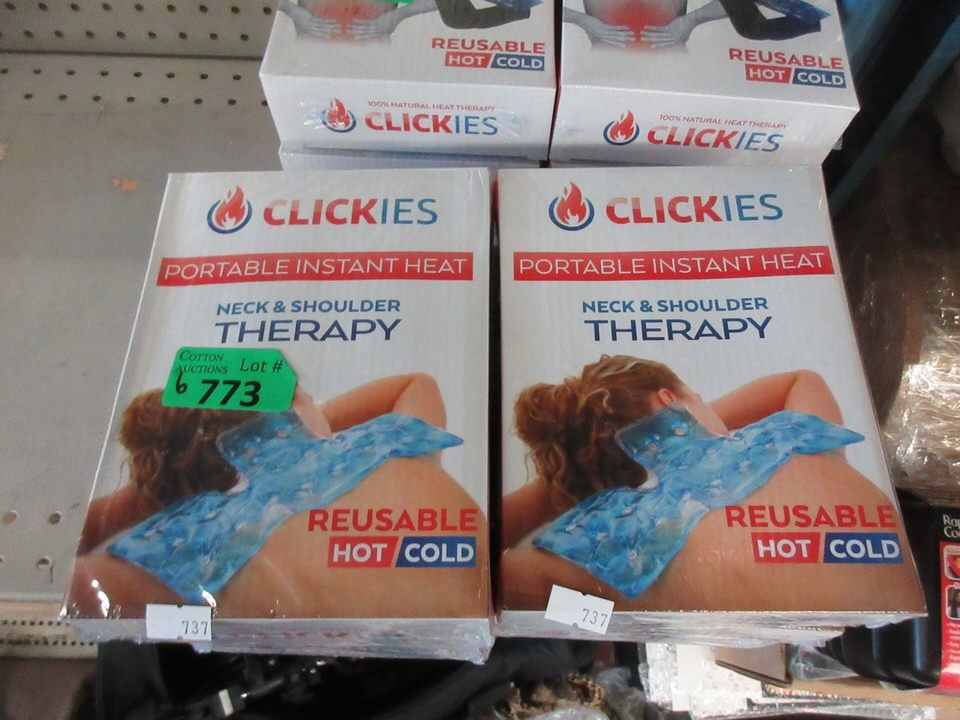 REUSABLE
HOT COLD
100% NATURAL HEAT THERAPY
CLICKIES
REUSABLE
HOT COLD
100% NATURAL HEAT THERAPY
CLICKIES
CLICKIES
PORTABLE INSTANT HEAT
NECK & SHOULDER
THERAPY
COTTON
AUCTIONS Lot #
6 773
REUSABLE
HOT COLD
737
CLICKIES
PORTABLE INSTANT HEAT
NECK & SHOULDER
THERAPY
REUSABLE
HOT COLD
737